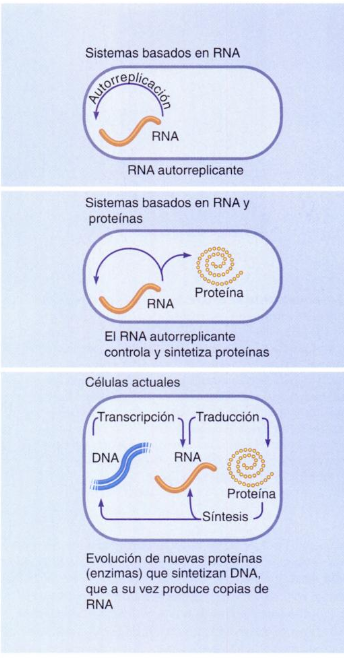 Sistemas basados en RNA
Autorreplicación
RNA
RNA autorreplicante
Sistemas basados en RNA y
proteínas
Proteína
RNA
El RNA autorreplicante
controla y sintetiza proteínas
Células actuales
Transcripción
Traducción
DNA
RNA
Proteína
Síntesis
Evolución de nuevas proteínas
(enzimas) que sintetizan DNA,
que a su vez produce copias de
RNA